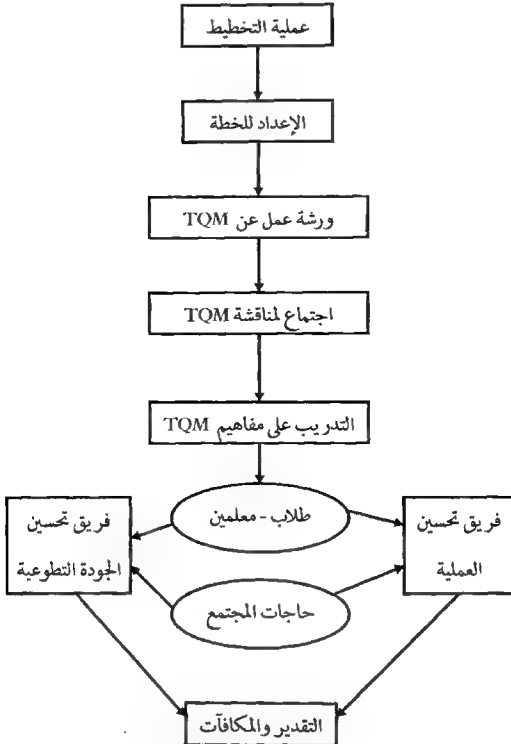 عملية التخطيط
الإعداد للخطة
ورشة عمل عن TQM
اجتماع لمناقشة TQM
التدريب على مفاهيم TQM
طلاب - معلمين
فريق تحسين
العملية
فريق تحسين
الجودة التطوعية
حاجات المجتمع
التقدير والمكافآت